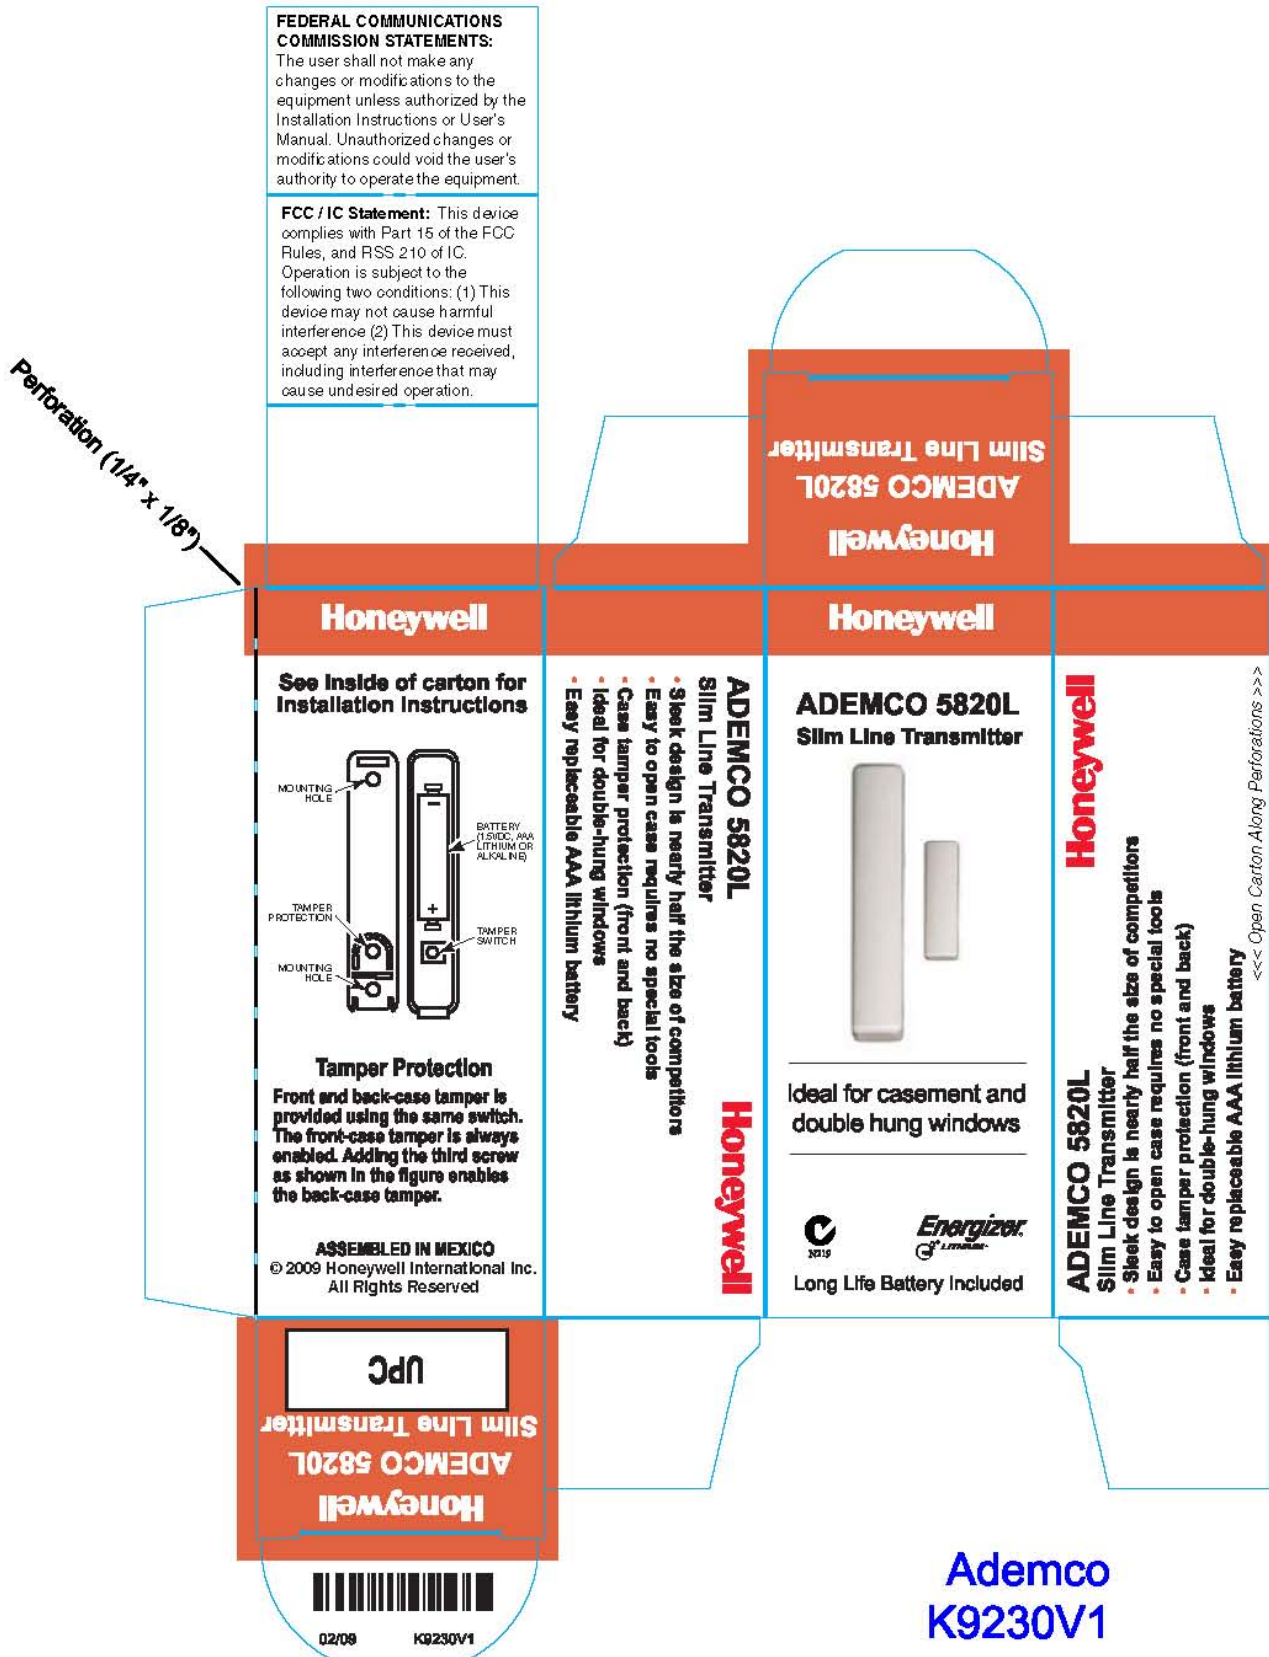 FEDERAL COMMUNICATIONS
COMMISSION STATEMENTS:
The user shall not make any
changes or modifications to the
equipment unless authorized by the
Installation Instructions or User's
Manual. Unauthorized changes or
modifications could void the user's
authority to operate the equipment.
FCC / IC Statement: This device
complies with Part 15 of the FCC
Rules, and RSS 210 of IC.
Operation is subject to the
following two conditions: (1) This
device may not cause harmful
interference (2) This device must
accept any interference received,
including interference that may
cause undesired operation.
Perforation (1/4" x 1/8")
Honeywell
ADEMCO 5820L
Slim Line Transmitter
Honeywell
See Inside of carton for
Installation Instructions
MOUNTING
HOLE
BATTERY
(1.5VDC, AAA
LITHIUM OR
ALKALINE)
TAMPER
PROTECTION
TAMPER
SWITCH
MOUNTING
HOLE
Tamper Protection
Front and back-case tamper is
provided using the same switch.
The front-case tamper is always
enabled. Adding the third screw
as shown in the figure enables
the back-case tamper.
ASSEMBLED IN MEXICO
© 2009 Honeywell International Inc.
All Rights Reserved
ADEMCO 5820L
Slim Line Transmitter
• Sleek design is nearly half the size of competitors
• Easy to open case requires no special tools
• Case tamper protection (front and back)
• Ideal for double-hung windows
• Easy replaceable AAA lithium battery
Honeywell
Honeywell
ADEMCO 5820L
Slim Line Transmitter
Ideal for casement and
double hung windows
N219
Energizer
e² LITHIUM
Long Life Battery Included
Honeywell
ADEMCO 5820L
Slim Line Transmitter
• Sleek design is nearly half the size of competitors
• Easy to open case requires no special tools
• Case tamper protection (front and back)
• Ideal for double-hung windows
• Easy replaceable AAA lithium battery
<<< Open Carton Along Perforations >>>
UPC
Honeywell
ADEMCO 5820L
Slim Line Transmitter
02/09 K9230V1
Ademco
K9230V1